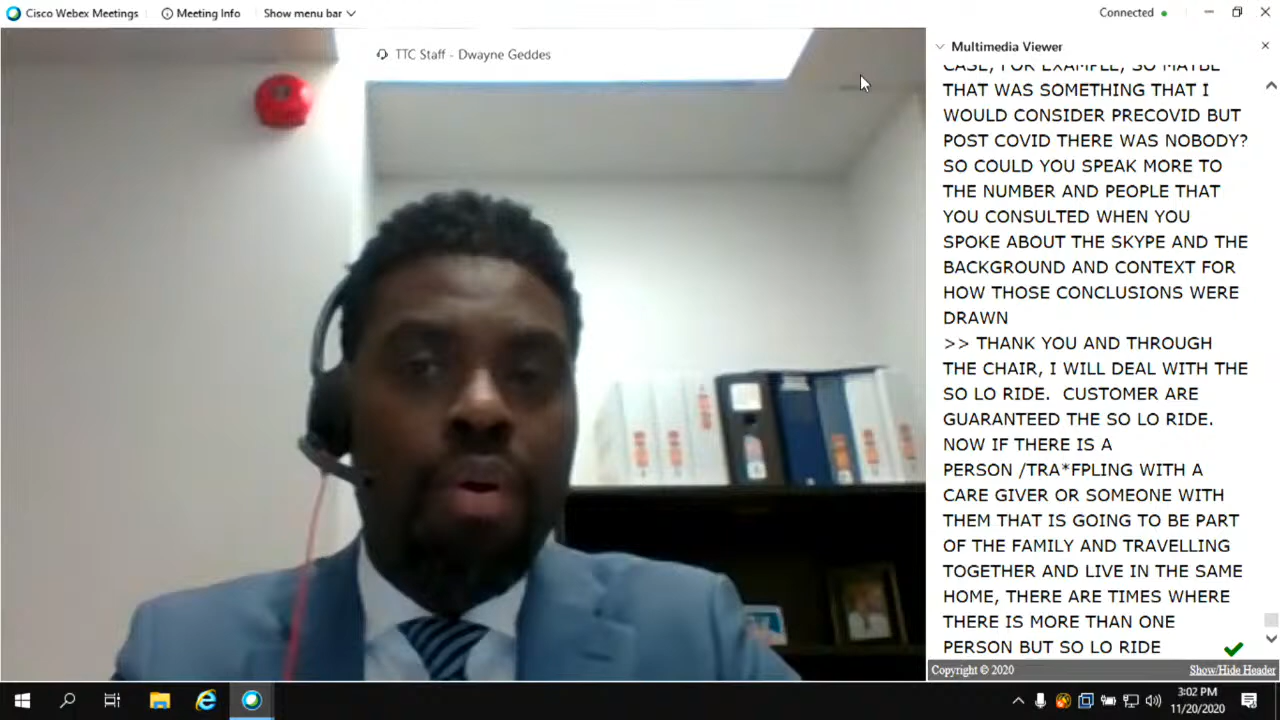 Cisco Webex Meetings
Meeting Info
Show menu bar
Connected
TTC Staff - Dwayne Geddes
Multimedia Viewer
CASE, FOR EXAMPLE, SO MAYBE
THAT WAS SOMETHING THAT I
WOULD CONSIDER PRECOVID BUT
POST COVID THERE WAS NOBODY?
SO COULD YOU SPEAK MORE TO
THE NUMBER AND PEOPLE THAT
YOU CONSULTED WHEN YOU
SPOKE ABOUT THE SKYPE AND THE
BACKGROUND AND CONTEXT FOR
HOW THOSE CONCLUSIONS WERE
DRAWN
>> THANK YOU AND THROUGH
THE CHAIR, I WILL DEAL WITH THE
SO LO RIDE. CUSTOMER ARE
GUARANTEED THE SO LO RIDE.
NOW IF THERE IS A
PERSON /TRA*FPLING WITH A
CARE GIVER OR SOMEONE WITH
THEM THAT IS GOING TO BE PART
OF THE FAMILY AND TRAVELLING
TOGETHER AND LIVE IN THE SAME
HOME, THERE ARE TIMES WHERE
THERE IS MORE THAN ONE
PERSON BUT SO LO RIDE
Copyright © 2020
Show/Hide Header
3:02 PM
11/20/2020